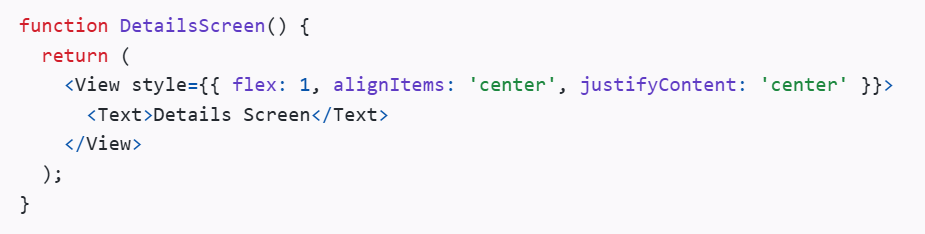 function DetailsScreen() {
  return (
    <View style={{ flex: 1, alignItems: 'center', justifyContent: 'center' }}>
      <Text>Details Screen</Text>
    </View>
  );
}